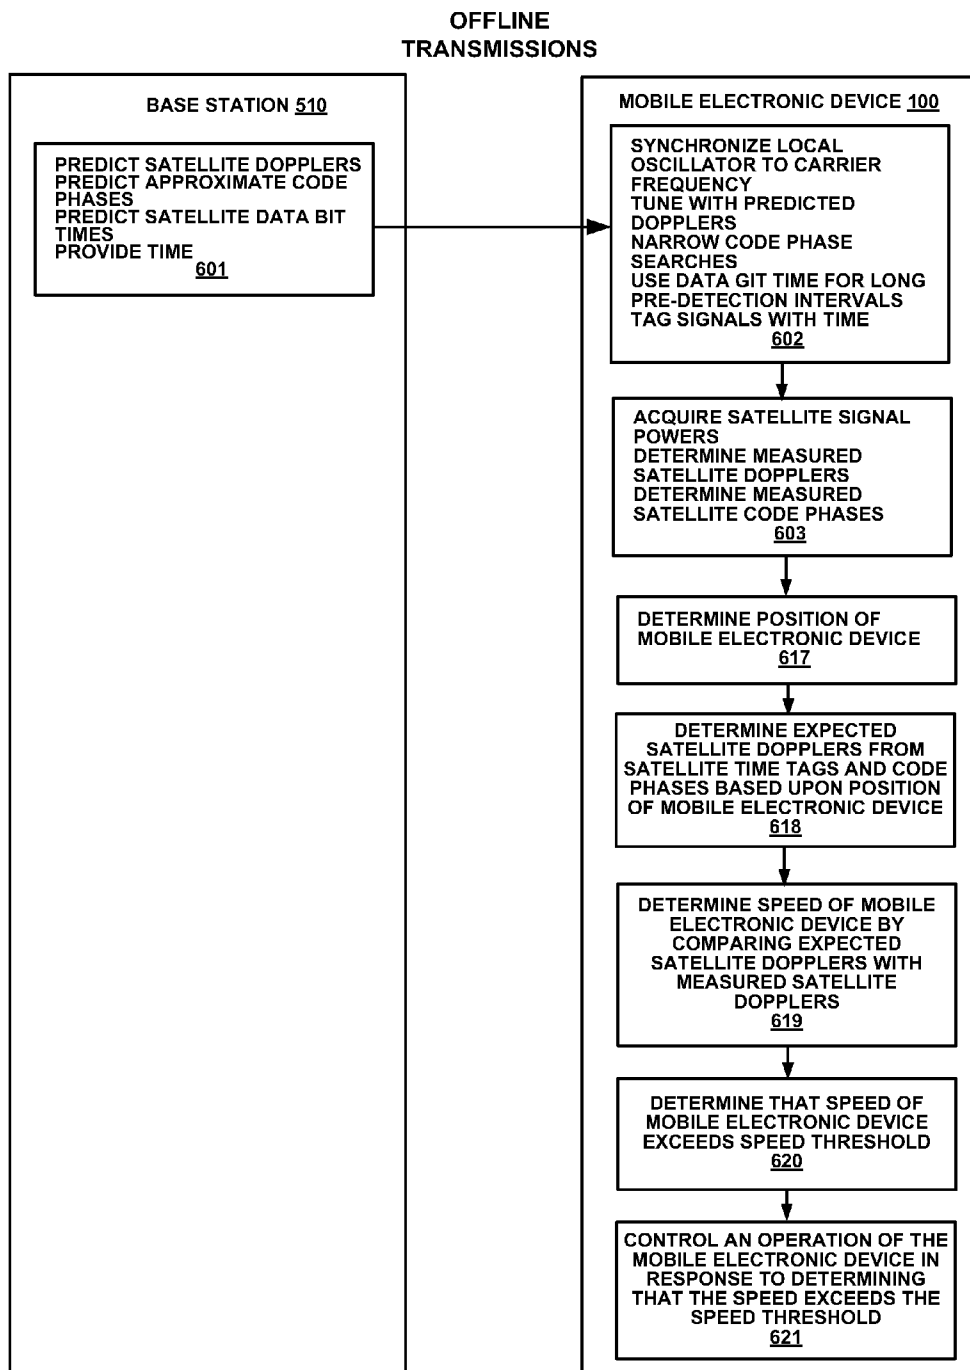 OFFLINE
TRANSMISSIONS
BASE STATION 510
PREDICT SATELLITE DOPPLERS
PREDICT APPROXIMATE CODE
PHASES
PREDICT SATELLITE DATA BIT
TIMES
PROVIDE TIME
601
MOBILE ELECTRONIC DEVICE 100
SYNCHRONIZE LOCAL
OSCILLATOR TO CARRIER
FREQUENCY
TUNE WITH PREDICTED
DOPPLERS
NARROW CODE PHASE
SEARCHES
USE DATA GIT TIME FOR LONG
PRE-DETECTION INTERVALS
TAG SIGNALS WITH TIME
602
ACQUIRE SATELLITE SIGNAL
POWERS
DETERMINE MEASURED
SATELLITE DOPPLERS
DETERMINE MEASURED
SATELLITE CODE PHASES
603
DETERMINE POSITION OF
MOBILE ELECTRONIC DEVICE
617
DETERMINE EXPECTED
SATELLITE DOPPLERS FROM
SATELLITE TIME TAGS AND CODE
PHASES BASED UPON POSITION
OF MOBILE ELECTRONIC DEVICE
618
DETERMINE SPEED OF MOBILE
ELECTRONIC DEVICE BY
COMPARING EXPECTED
SATELLITE DOPPLERS WITH
MEASURED SATELLITE
DOPPLERS
619
DETERMINE THAT SPEED OF
MOBILE ELECTRONIC DEVICE
EXCEEDS SPEED THRESHOLD
620
CONTROL AN OPERATION OF THE
MOBILE ELECTRONIC DEVICE IN
RESPONSE TO DETERMINING
THAT THE SPEED EXCEEDS THE
SPEED THRESHOLD
621